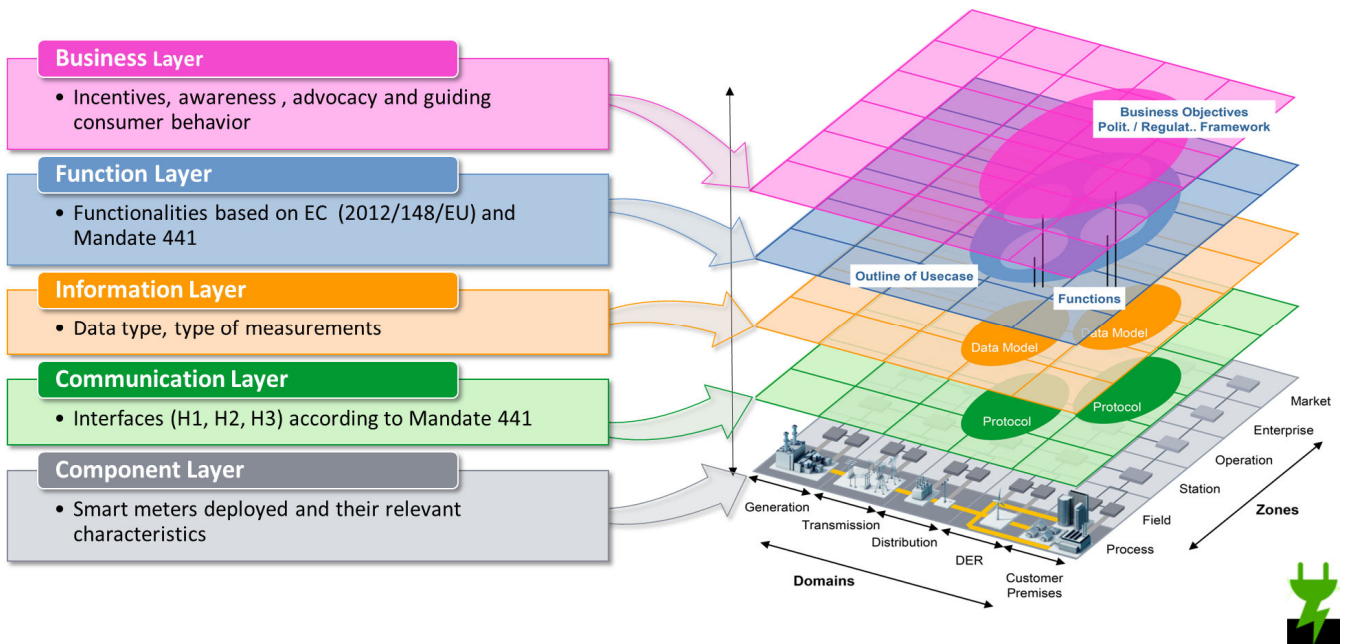 Business Layer
• Incentives, awareness , advocacy and guiding
consumer behavior
Function Layer
• Functionalities based on EC (2012/148/EU) and
Mandate 441
Information Layer
• Data type, type of measurements
Communication Layer
• Interfaces (H1, H2, H3) according to Mandate 441
Component Layer
• Smart meters deployed and their relevant
characteristics
Business Objectives
Polit. / Regulat.. Framework
Outline of Usecase
Functions
Data Model
Data Model
Protocol
Protocol
Generation
Transmission
Distribution
DER
Customer
Premises
Domains
Market
Enterprise
Operation
Station
Field
Process
Zones